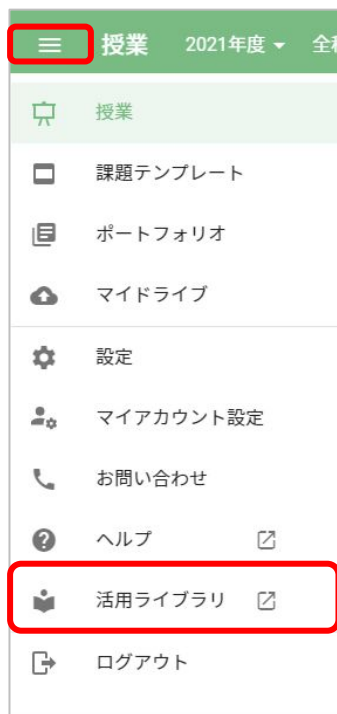 授業 2021年度 全
授業
課題テンプレート
ポートフォリオ
マイドライブ
設定
マイアカウント設定
お問い合わせ
ヘルプ
活用ライブラリ
ログアウト